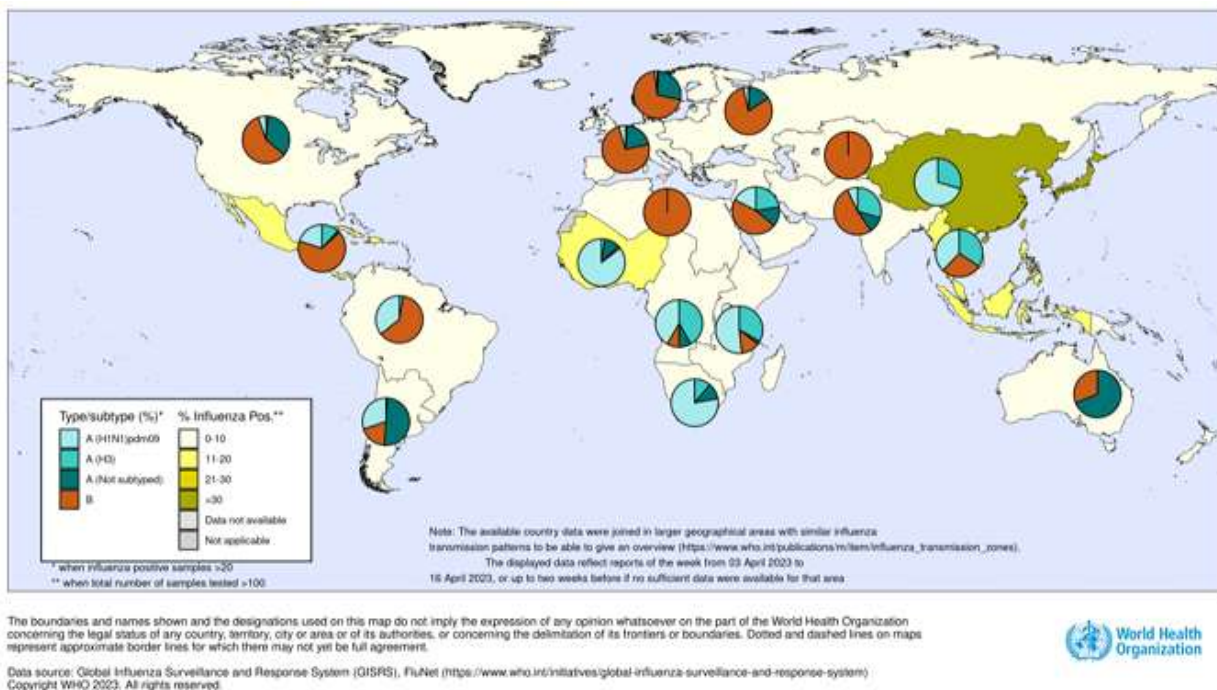 Type/subtype (%)*
A (H1N1)pdm09
A (H3)
A (Not subtyped)
B
% Influenza Pos.**
0-10
11-20
21-30
>30
Data not available
Not applicable
* when influenza positive samples >20
** when total number of samples tested >100
Note: The available country data were joined in larger geographical areas with similar influenza
transmission patterns to be able to give an overview (https://www.who.int/publications/m/item/influenza_transmission_zones).
The displayed data reflect reports of the week from 03 April 2023 to
16 April 2023, or up to two weeks before if no sufficient data were available for that area
The boundaries and names shown and the designations used on this map do not imply the expression of any opinion whatsoever on the part of the World Health Organization
concerning the legal status of any country, territory, city or area or of its authorities, or concerning the delimitation of its frontiers or boundaries. Dotted and dashed lines on maps
represent approximate border lines for which there may not yet be full agreement.
World Health
Organization
Data source: Global Influenza Surveillance and Response System (GISRS), FluNet (https://www.who.int/initiatives/global-influenza-surveillance-and-response-system)
Copyright WHO 2023. All rights reserved.